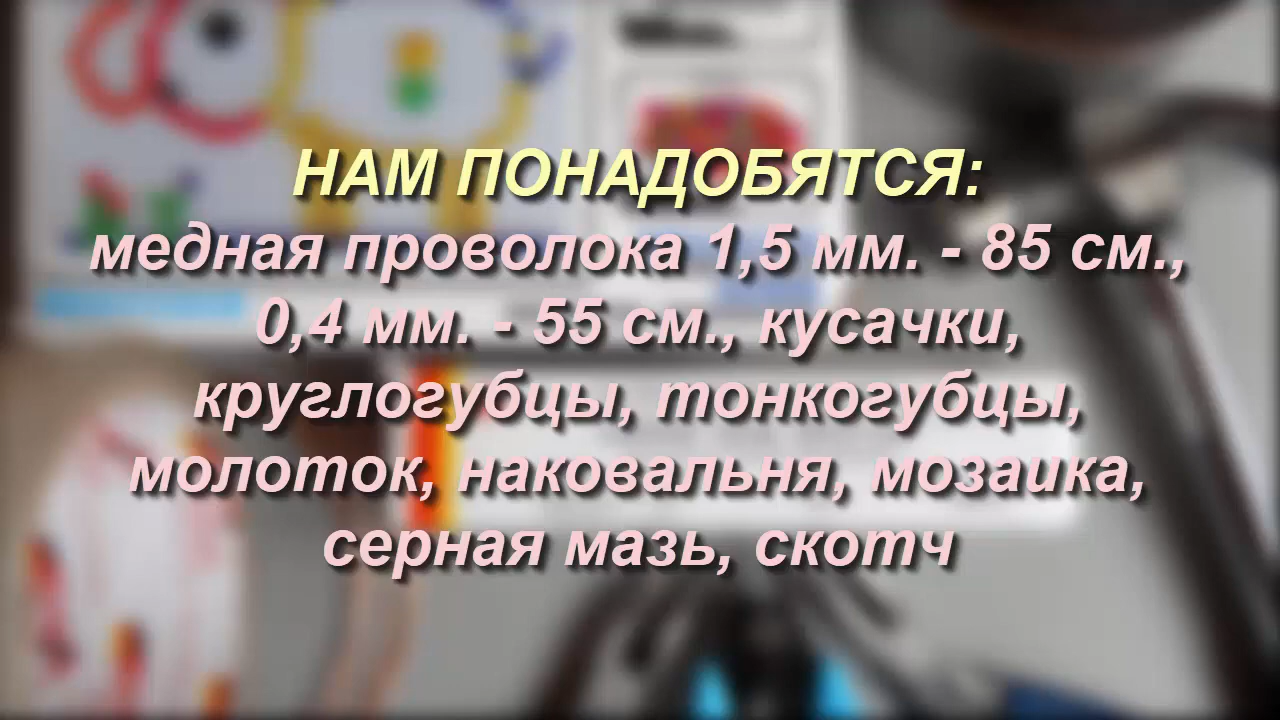 НАМ ПОНАДОБЯТСЯ:
медная проволока 1,5 мм. - 85 см.,
0,4 мм. - 55 см., кусачки,
круглогубцы, тонкогубцы,
молоток, наковальня, мозаика,
серная мазь, скотч